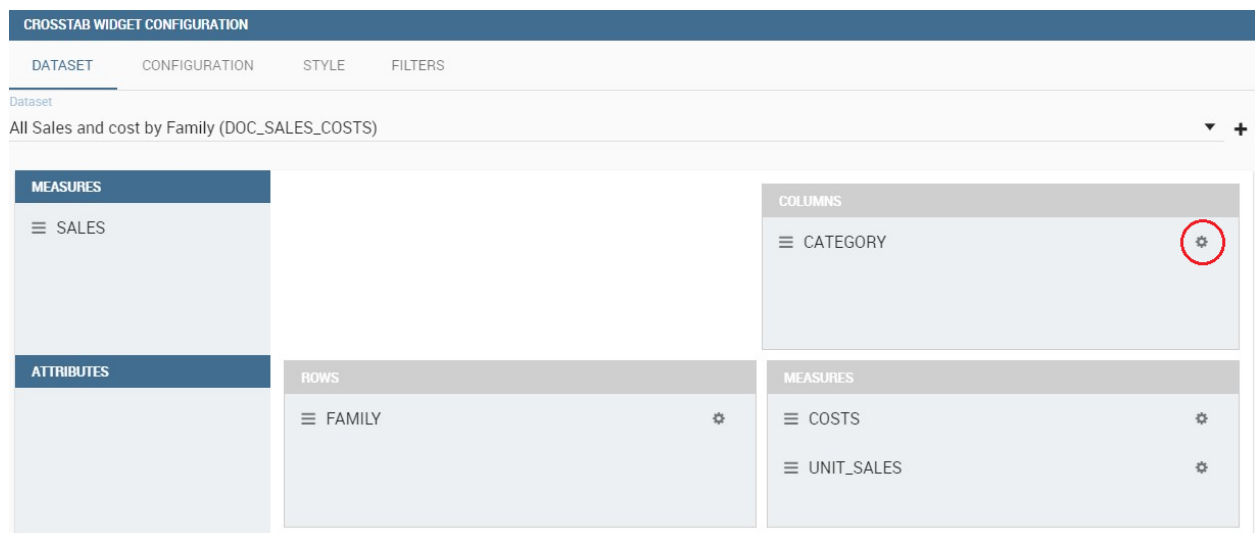 CROSSTAB WIDGET CONFIGURATION
DATASET CONFIGURATION STYLE FILTERS
Dataset
All Sales and cost by Family (DOC_SALES_COSTS)
MEASURES
SALES
COLUMNS
CATEGORY
ATTRIBUTES
ROWS
FAMILY
MEASURES
COSTS
UNIT_SALES